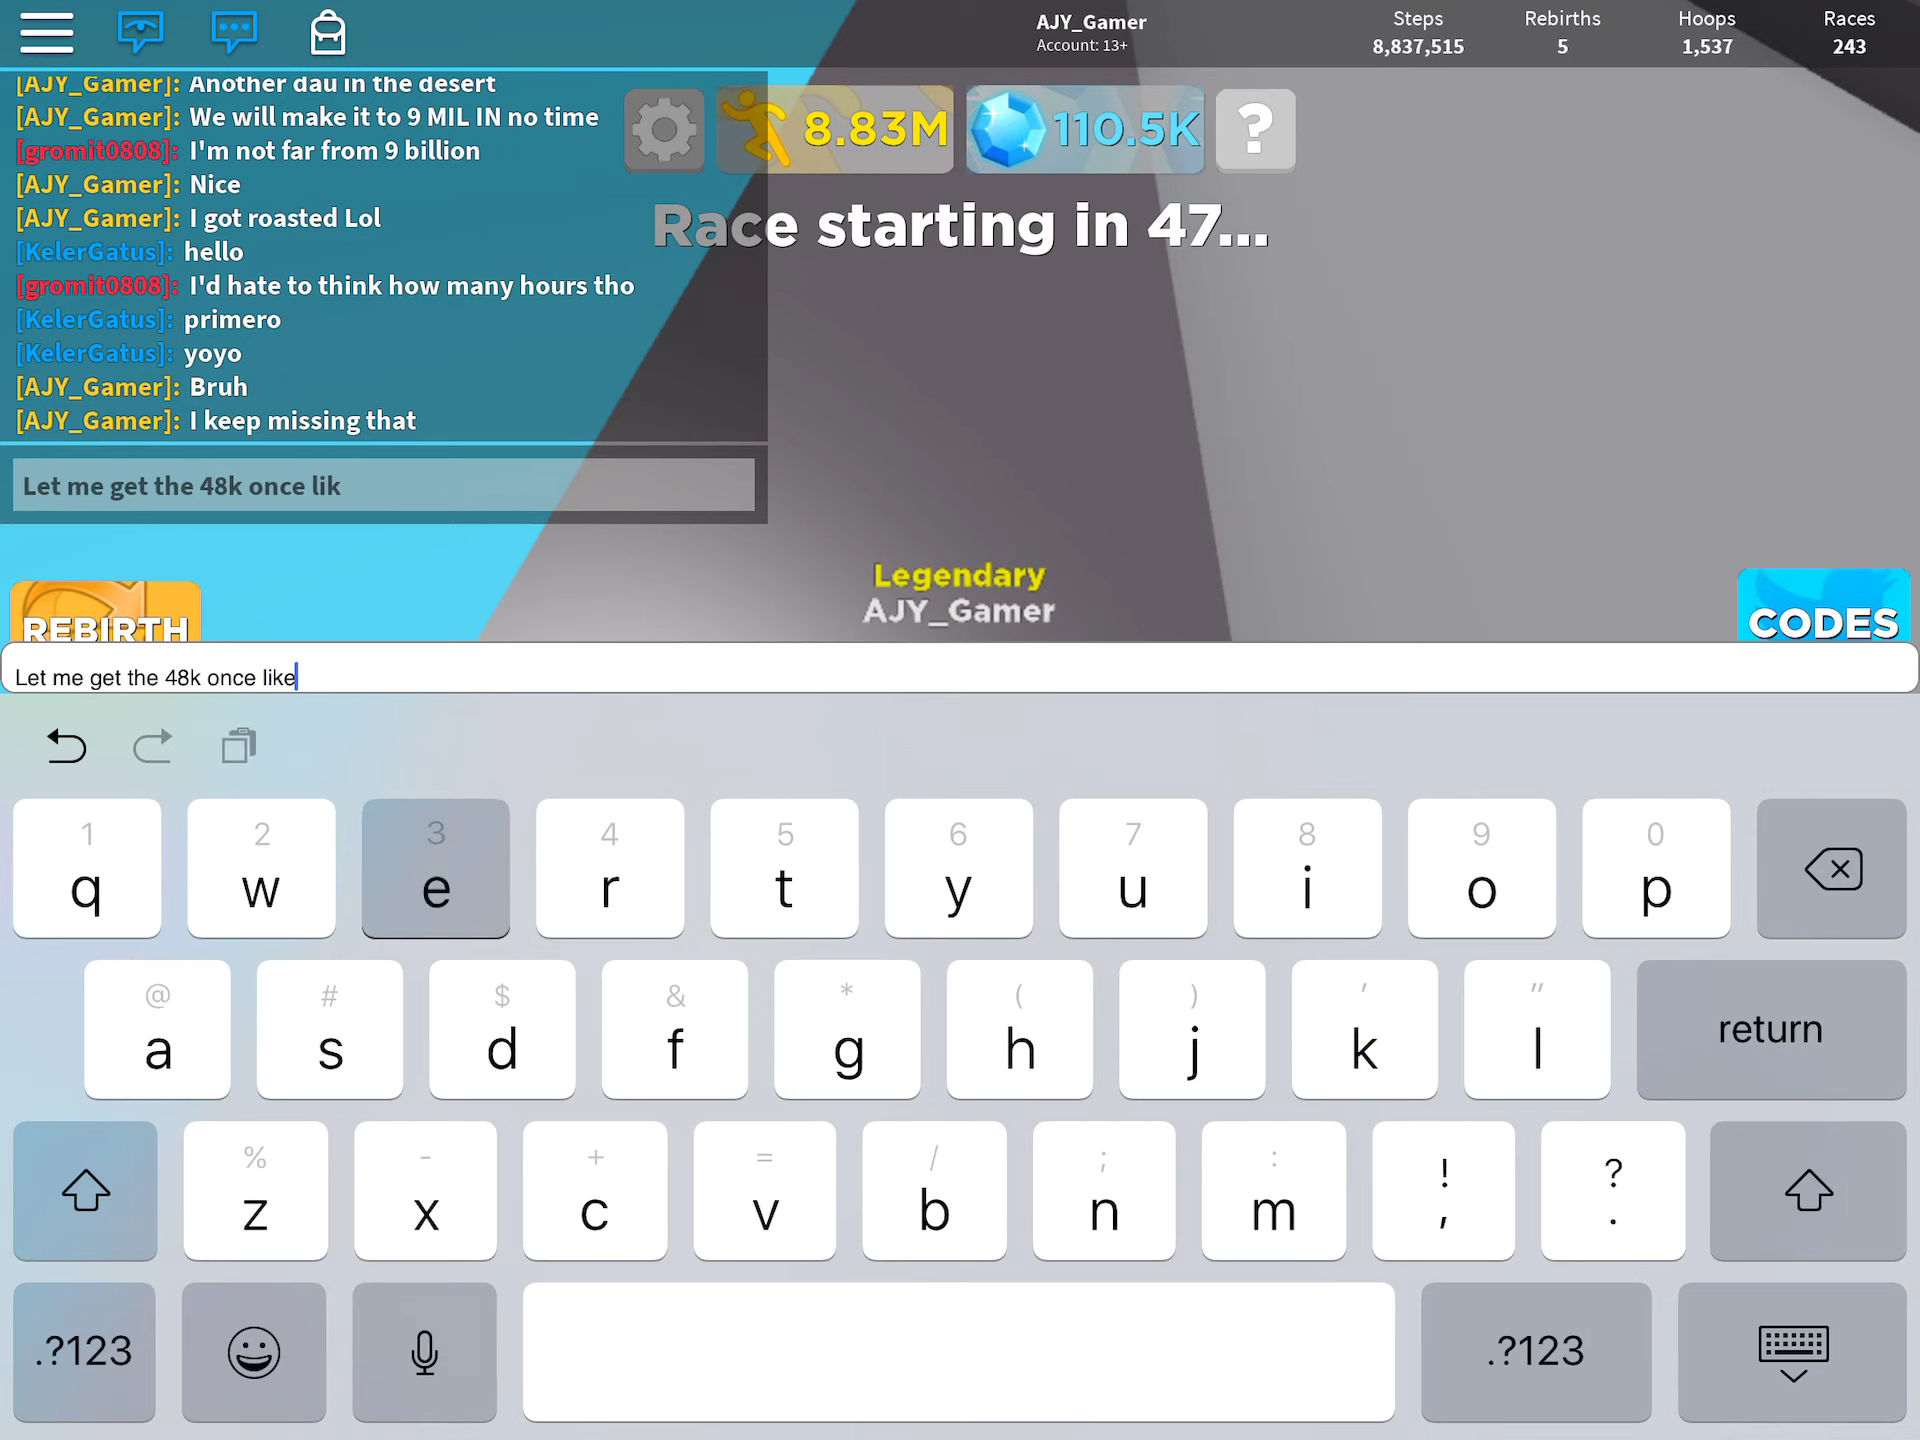 AJY_Gamer
Account: 13+
Steps
8,837,515
Rebirths
5
Hoops
1,537
Races
243
[AJY_Gamer]: Another day in the desert
[AJY_Gamer]: We will make it to 9 MIL IN no time
[gromit0808]: I'm not far from 9 billion
[AJY_Gamer]: Nice
[AJY_Gamer]: I got roasted Lol
[KelerGatus]: hello
[gromit0808]: I'd hate to think how many hours tho
[KelerGatus]: primero
[KelerGatus]: yoyo
[AJY_Gamer]: Bruh
[AJY_Gamer]: I keep missing that
Let me get the 48k once lik
8.83M
110.5K
?
Race starting in 47...
Legendary
AJY_Gamer
REBIRTH
CODES
Let me get the 48k once like
1 2 3 4 5 6 7 8 9 0
q w e r t y u i o p
@ # $ & * ( ) ' "
a s d f g h j k l return
% - + = / ; : ! ?
z x c v b n m , .
.?123 .?123